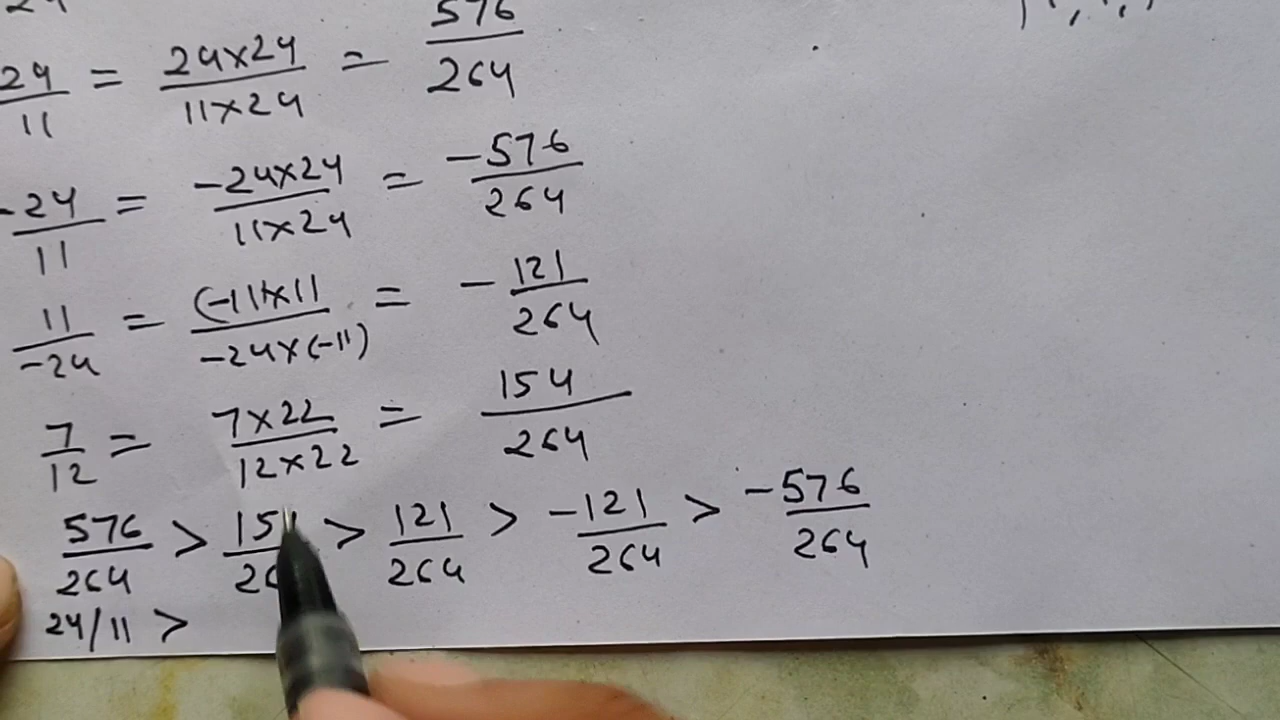 24/11 = 24×24/11×24 = 576/264
-24/11 = -24×24/11×24 = -576/264
11/-24 = (-11)×11/-24×(-11) = -121/264
7/12 = 7×22/12×22 = 154/264
576/264 > 15 > 121/264 > -121/264 > -576/264
24/11 >